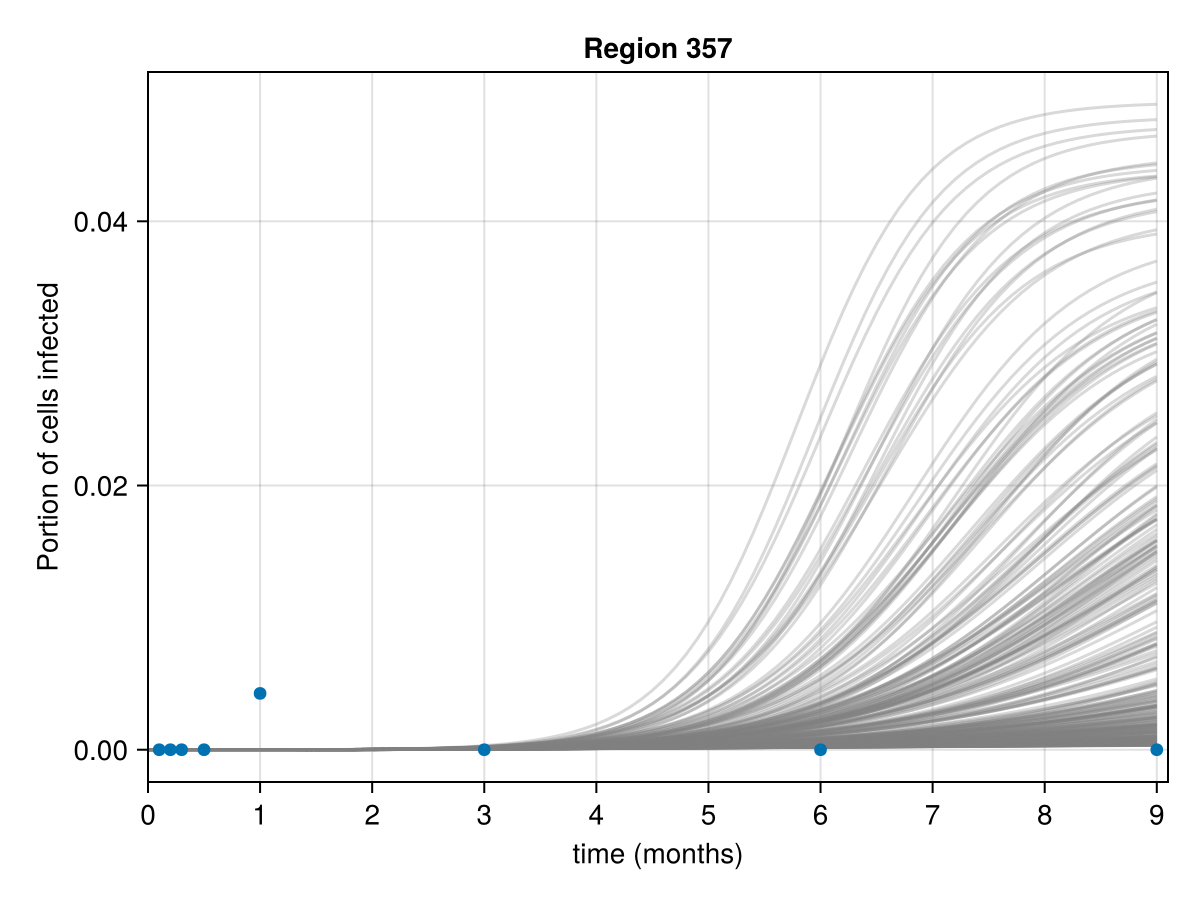 Region 357
Portion of cells infected
0.04
0.02
0.00
0 1 2 3 4 5 6 7 8 9
time (months)